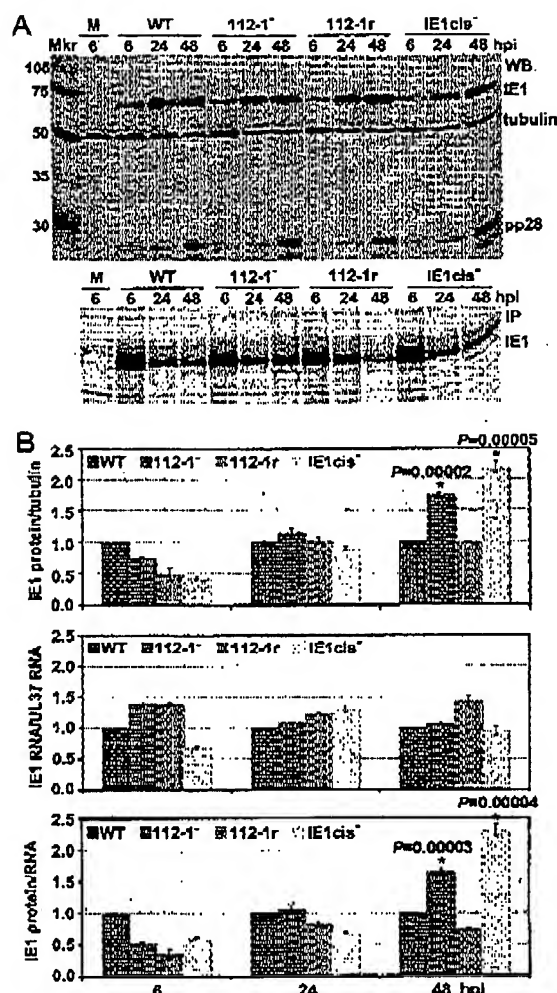 A
M WT 112-1⁻ 112-1r IE1cis⁻
Mkr 6 6 24 48 6 24 48 6 24 48 6 24 48 hpi
105 WB
75 IE1
50 tubulin
35
30 pp28
M WT 112-1⁻ 112-1r IE1cis⁻
6 6 24 48 6 24 48 6 24 48 6 24 48 hpi
IP
IE1
B
P=0.00005
2.5 WT 112-1⁻ 112-1r IE1cis⁻ *
2.0 P=0.00002
1.5 *
1.0
0.5
0.0
IE1 protein/tubulin
2.5 WT 112-1⁻ 112-1r IE1cis⁻
2.0
1.5
1.0
0.5
0.0
IE1 RNA/UL37 RNA
P=0.00004
2.5 WT 112-1⁻ 112-1r IE1cis⁻ *
2.0 P=0.00003
1.5 *
1.0
0.5
0.0
IE1 protein/RNA
6 24 48 hpi